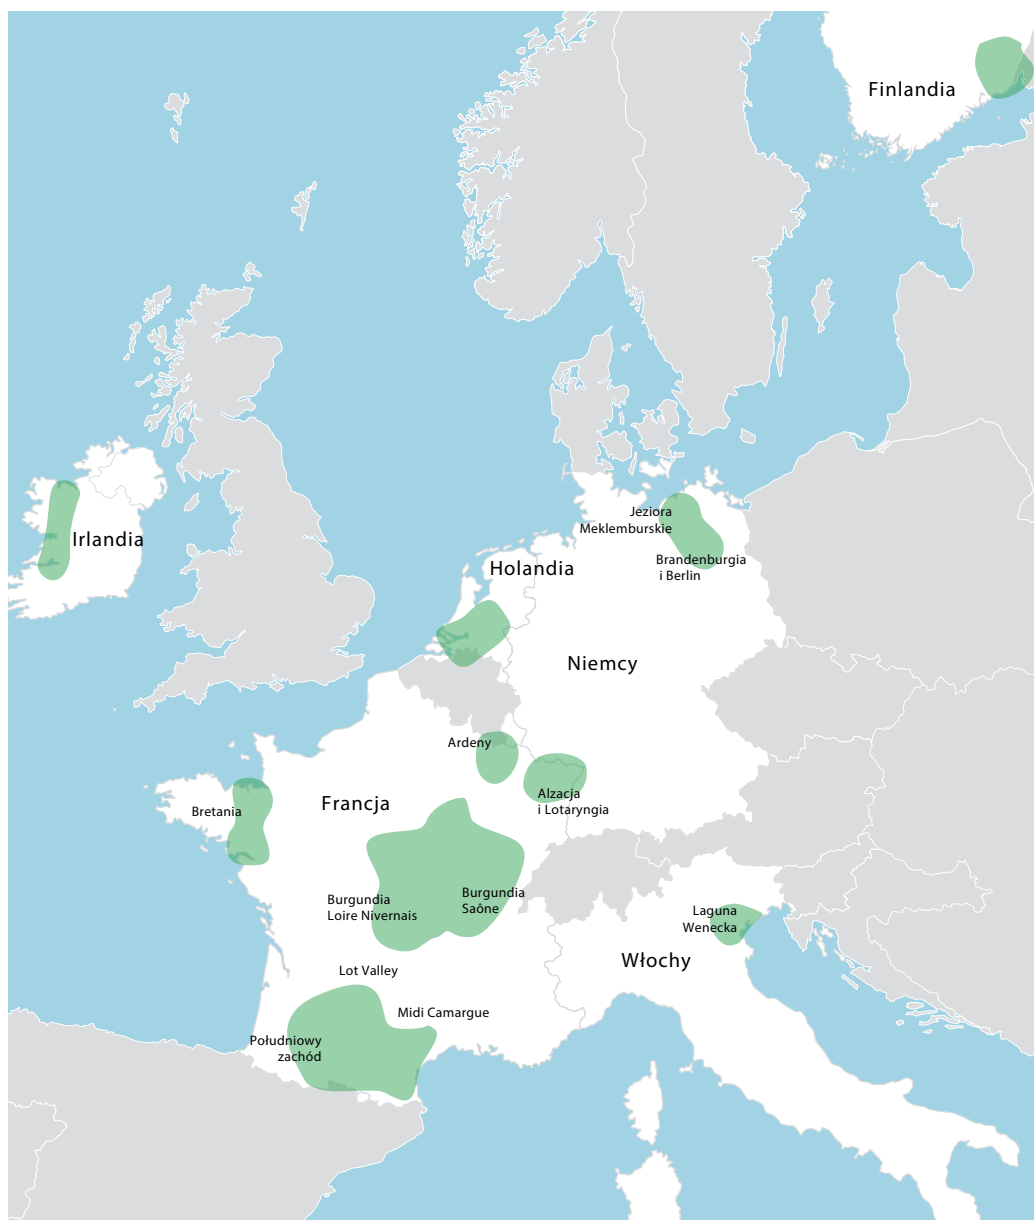 Finlandia
Irlandia
Jeziora
Meklemburskie
Brandenburgia
i Berlin
Holandia
Niemcy
Ardeny
Alzacja
i Lotaryngia
Bretania
Francja
Burgundia
Loire Nivernais
Burgundia
Saône
Laguna
Wenecka
Włochy
Lot Valley
Midi Camargue
Południowy
zachód